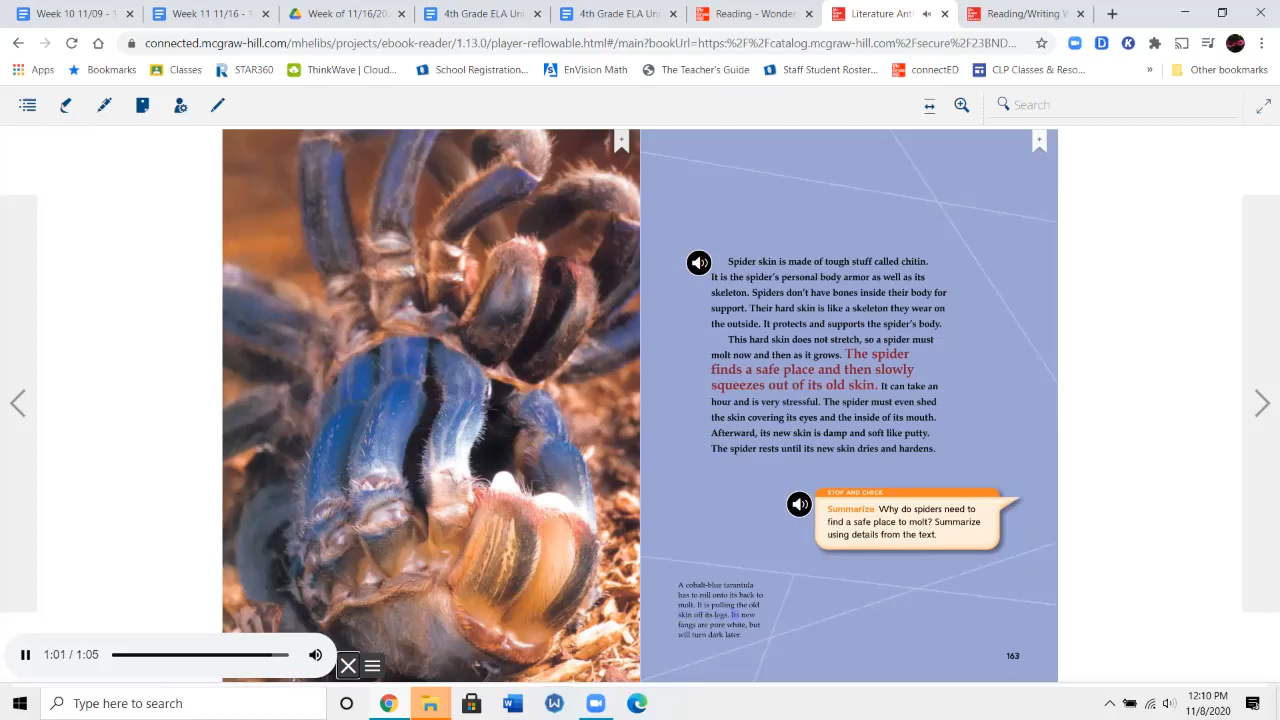 Week 10 11/9 - 1
Week 11 11/16 - 1
Week of 11/16/20
4th Grade ELA Uni
4th Grade ELA Uni
Reading - Wonder
Literature Anth
Reading/Writing W
connected.mcgraw-hill.com/mhelibs/projects/ebook-reader/1.13.0/player-reflowable.html#/main?bookUrl=https:%2F%2Fcatalog.mcgraw-hill.com%2Fsecure%2F3BND...
Apps
Bookmarks
Classes
STAR360
ThinkWave | Cloud...
School Registration...
EnVision Math
The Teacher's Guide
Staff Student Roster...
connectED
CLP Classes & Reso...
»
Other bookmarks
Search
Spider skin is made of tough stuff called chitin.
It is the spider's personal body armor as well as its
skeleton. Spiders don't have bones inside their body for
support. Their hard skin is like a skeleton they wear on
the outside. It protects and supports the spider's body.
This hard skin does not stretch, so a spider must
molt now and then as it grows. The spider
finds a safe place and then slowly
squeezes out of its old skin. It can take an
hour and is very stressful. The spider must even shed
the skin covering its eyes and the inside of its mouth.
Afterward, its new skin is damp and soft like putty.
The spider rests until its new skin dries and hardens.
STOP AND CHECK
Summarize Why do spiders need to
find a safe place to molt? Summarize
using details from the text.
A cobalt-blue tarantula
has to roll onto its back to
molt. It is pulling the old
skin off its legs. Its new
fangs are pure white, but
will turn dark later.
/ 1:05
163
Type here to search
12:10 PM
11/8/2020